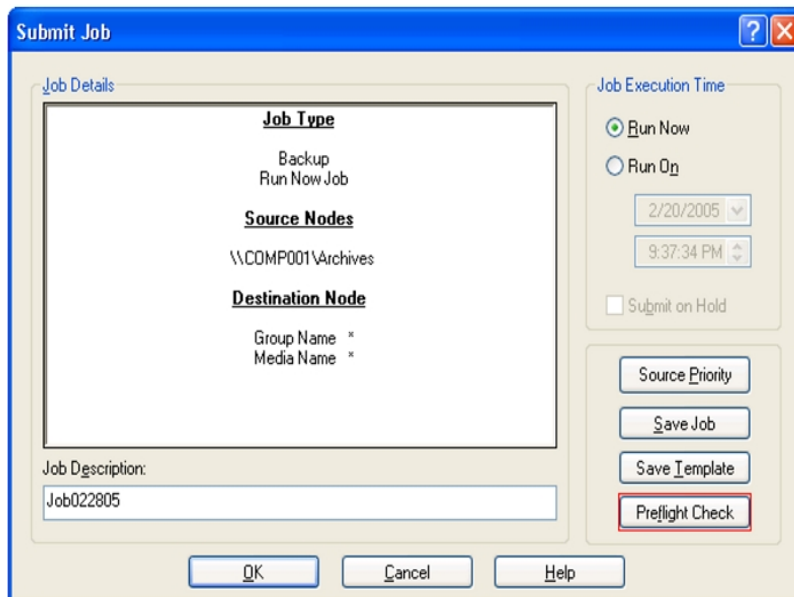 Submit Job
Job Details
Job Type
Backup
Run Now Job
Source Nodes
\\COMP001\Archives
Destination Node
Group Name *
Media Name *
Job Description:
Job022805
Job Execution Time
Run Now
Run On
2/20/2005
9:37:34 PM
Submit on Hold
Source Priority
Save Job
Save Template
Preflight Check
OK
Cancel
Help